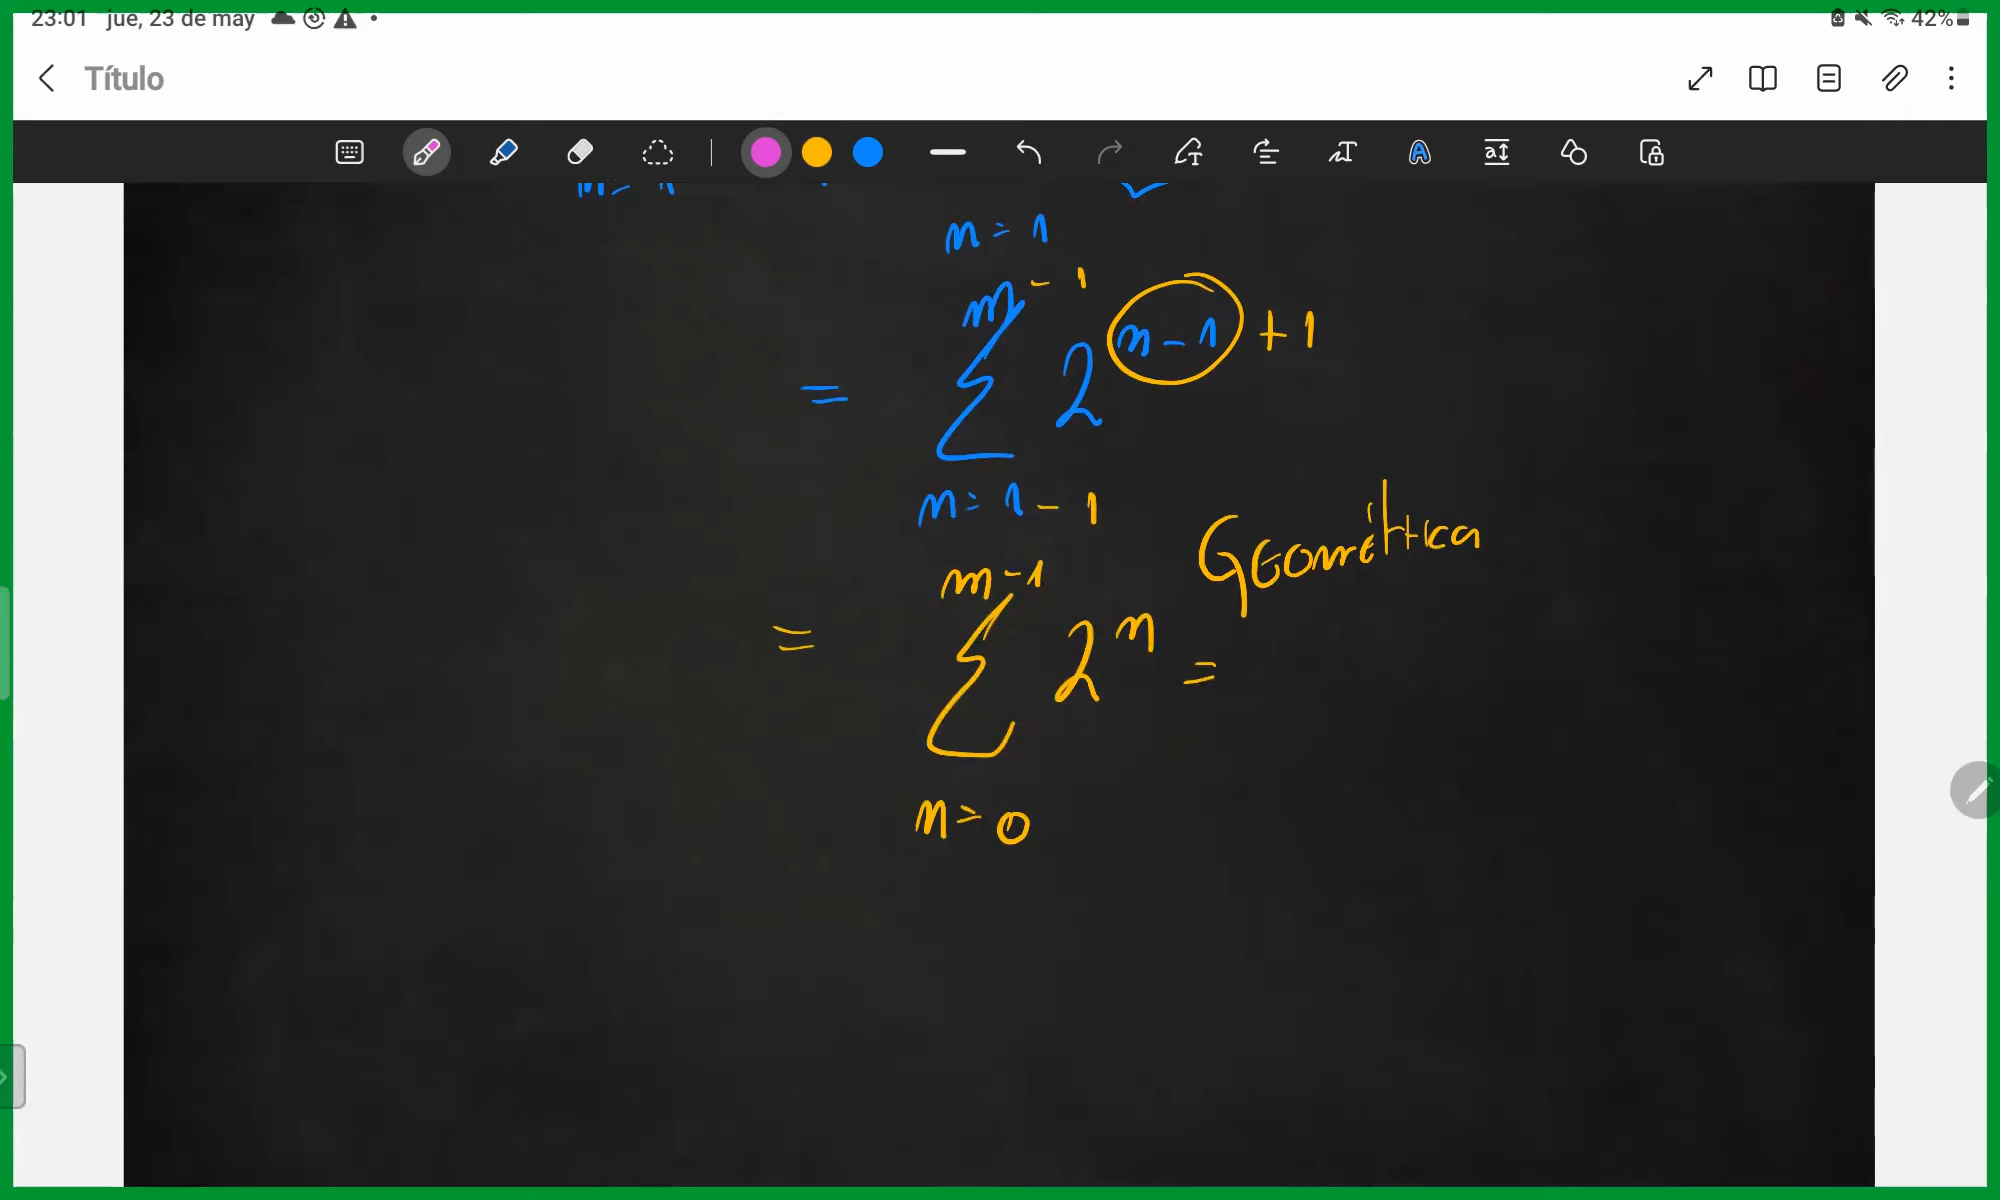 23:01 jue, 23 de may
42%
Título
n = 1
m - 1
= Σ 2^(n-1) + 1
n = 1 - 1
Geométrica
m-1
= Σ 2^n =
n = 0